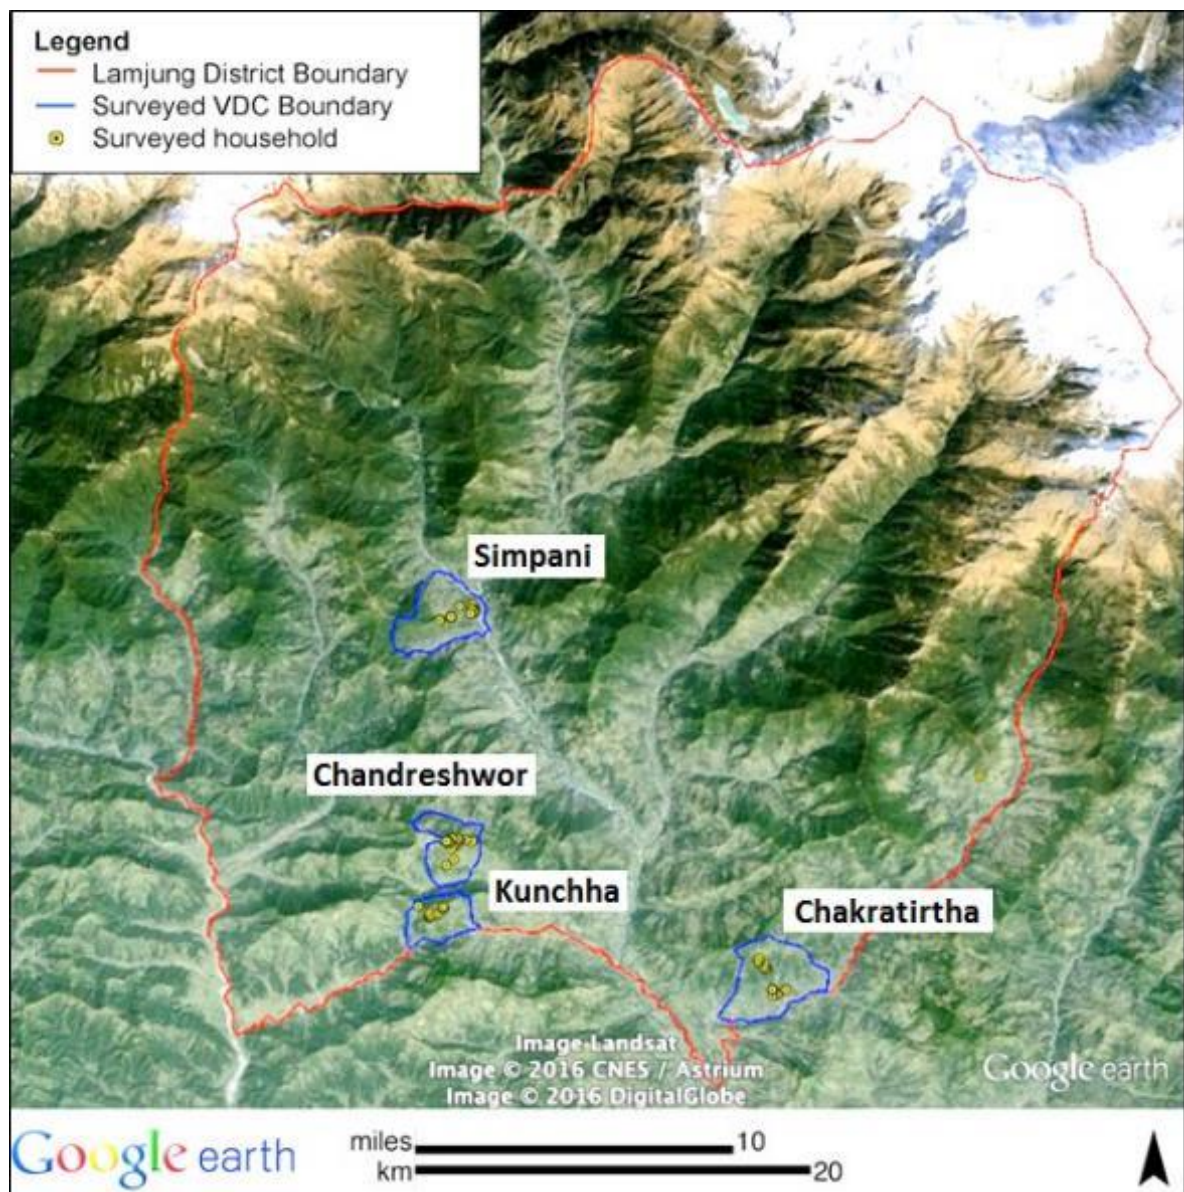 Legend
Lamjung District Boundary
Surveyed VDC Boundary
Surveyed household
Simpani
Chandreshwor
Kunchha
Chakratirtha
Image Landsat
Image © 2016 CNES / Astrium
Image © 2016 DigitalGlobe
Google earth
Google earth
miles 10
km 20